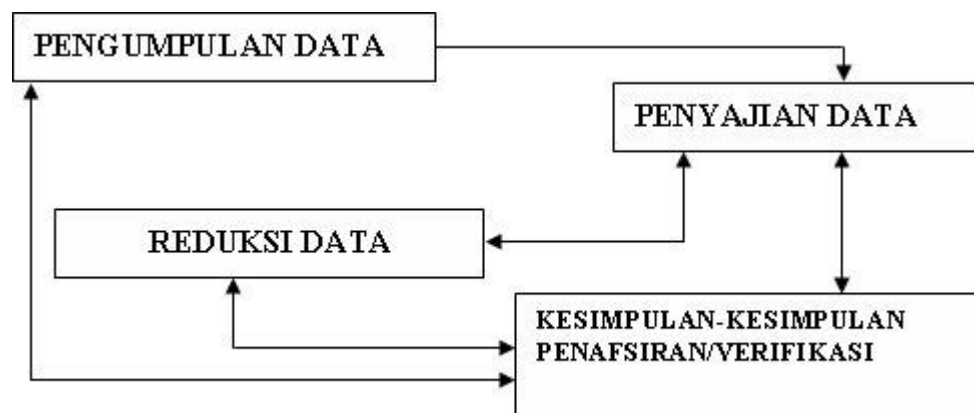 PENGUMPULAN DATA
PENYAJIAN DATA
REDUKSI DATA
KESIMPULAN-KESIMPULAN
PENAFSIRAN/VERIFIKASI